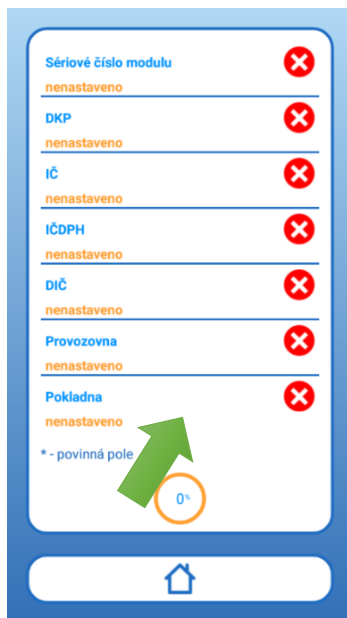 Sériové číslo modulu
nenastaveno
DKP
nenastaveno
IČ
nenastaveno
IČDPH
nenastaveno
DIČ
nenastaveno
Provozovna
nenastaveno
Pokladna
nenastaveno
* - povinná pole
0%